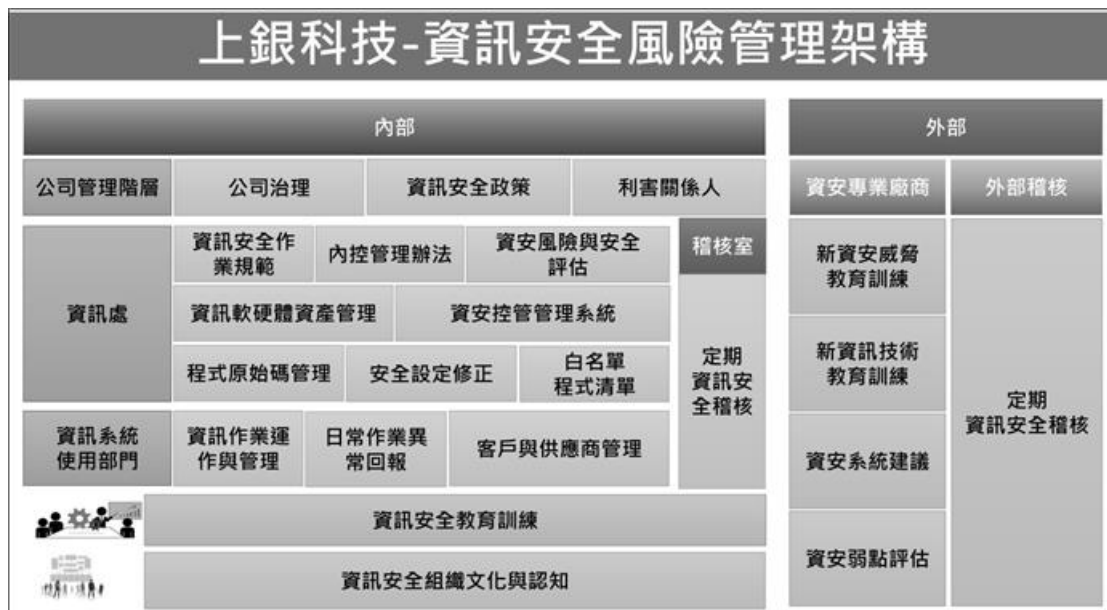 上銀科技-資訊安全風險管理架構
內部
外部
公司管理階層
公司治理
資訊安全政策
利害關係人
資安專業廠商
外部稽核
資訊處
資訊安全作
業規範
內控管理辦法
資安風險與安全
評估
稽核室
資訊軟硬體資產管理
資安控管管理系統
程式原始碼管理
安全設定修正
白名單
程式清單
定期
資訊安
全稽核
資訊系統
使用部門
資訊作業運
作與管理
日常作業異
常回報
客戶與供應商管理
資訊安全教育訓練
資訊安全組織文化與認知
新資安威脅
教育訓練
新資訊技術
教育訓練
資安系統建議
資安弱點評估
定期
資訊安全稽核